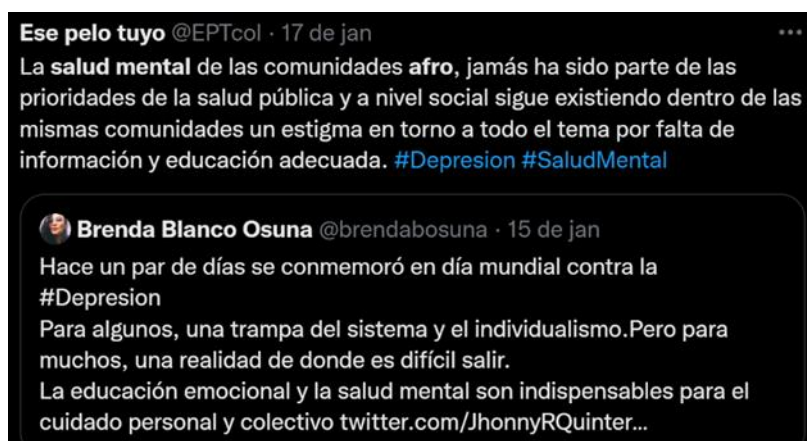 Ese pelo tuyo @EPTcol · 17 de jan
La salud mental de las comunidades afro, jamás ha sido parte de las
prioridades de la salud pública y a nivel social sigue existiendo dentro de las
mismas comunidades un estigma en torno a todo el tema por falta de
información y educación adecuada. #Depresion #SaludMental
Brenda Blanco Osuna @brendabosuna · 15 de jan
Hace un par de días se conmemoró en día mundial contra la
#Depresion
Para algunos, una trampa del sistema y el individualismo.Pero para
muchos, una realidad de donde es difícil salir.
La educación emocional y la salud mental son indispensables para el
cuidado personal y colectivo twitter.com/JhonnyRQuinter...